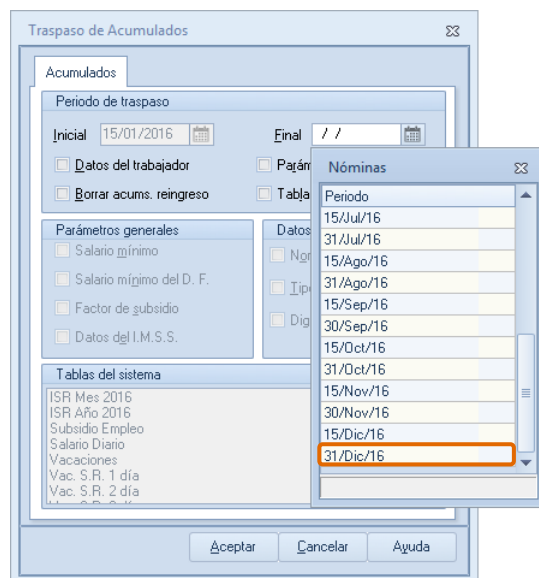 Traspaso de Acumulados
Acumulados
Periodo de traspaso
Inicial 15/01/2016 Final / /
Datos del trabajador
Borrar acums. reingreso Tabla
Parámetros generales
Salario mínimo
Salario mínimo del D. F.
Factor de subsidio
Datos del I.M.S.S.
Datos
Tablas del sistema
ISR Mes 2016
ISR Año 2016
Subsidio Empleo
Salario Diario
Vacaciones
Vac. S.R. 1 día
Vac. S.R. 2 día
Aceptar Cancelar Ayuda
Nóminas
Periodo
15/Jul/16
31/Jul/16
15/Ago/16
31/Ago/16
15/Sep/16
30/Sep/16
15/Oct/16
31/Oct/16
15/Nov/16
30/Nov/16
15/Dic/16
31/Dic/16